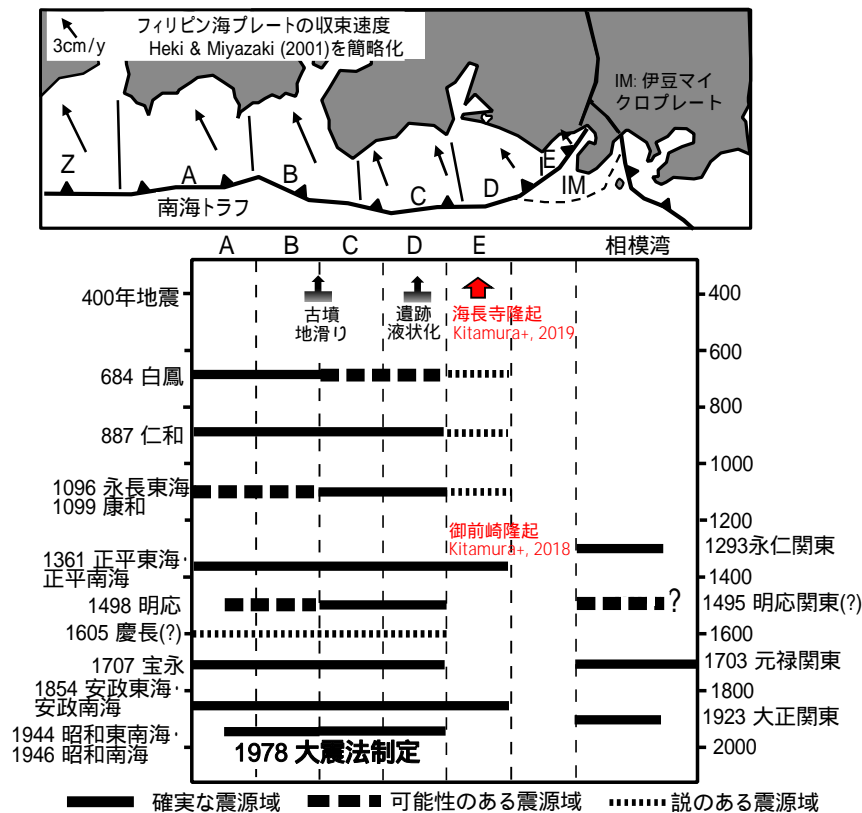 フィリピン海プレートの収束速度
3cm/y
Heki & Miyazaki (2001)を簡略化
IM: 伊豆マイ
クロプレート
Z
A
B
C
D
E
IM
南海トラフ
A B C D E 相模湾
400年地震
古墳
地滑り
遺跡
液状化
海長寺隆起
Kitamura+, 2019
400
600
684 白鳳
800
887 仁和
1000
1096 永長東海
1099 康和
1200
御前崎隆起
Kitamura+, 2018
1293永仁関東
1361 正平東海・
正平南海
1400
1498 明応
?
1495 明応関東(?)
1605 慶長(?)
1600
1707 宝永
1703 元禄関東
1854 安政東海・
安政南海
1800
1923 大正関東
1944 昭和東南海・
1946 昭和南海
1978 大震法制定
2000
確実な震源域 可能性のある震源域 説のある震源域